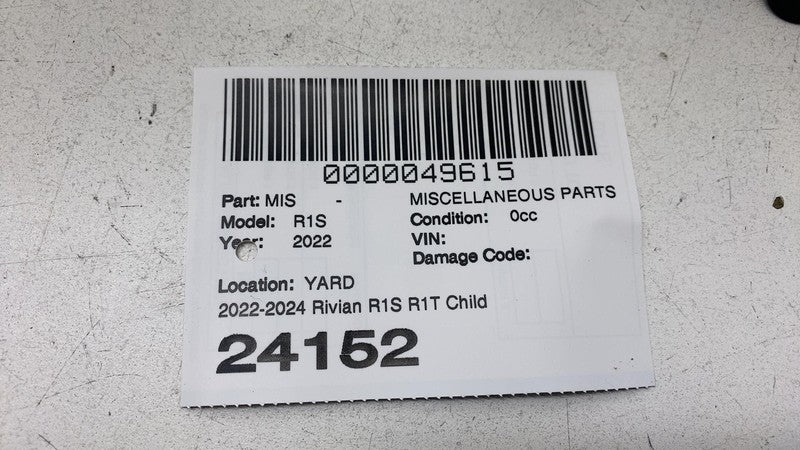 0000049615
Part: MIS - MISCELLANEOUS PARTS
Model: R1S Condition: 0cc
Year: 2022 VIN:
Damage Code:
Location: YARD
2022-2024 Rivian R1S R1T Child
24152